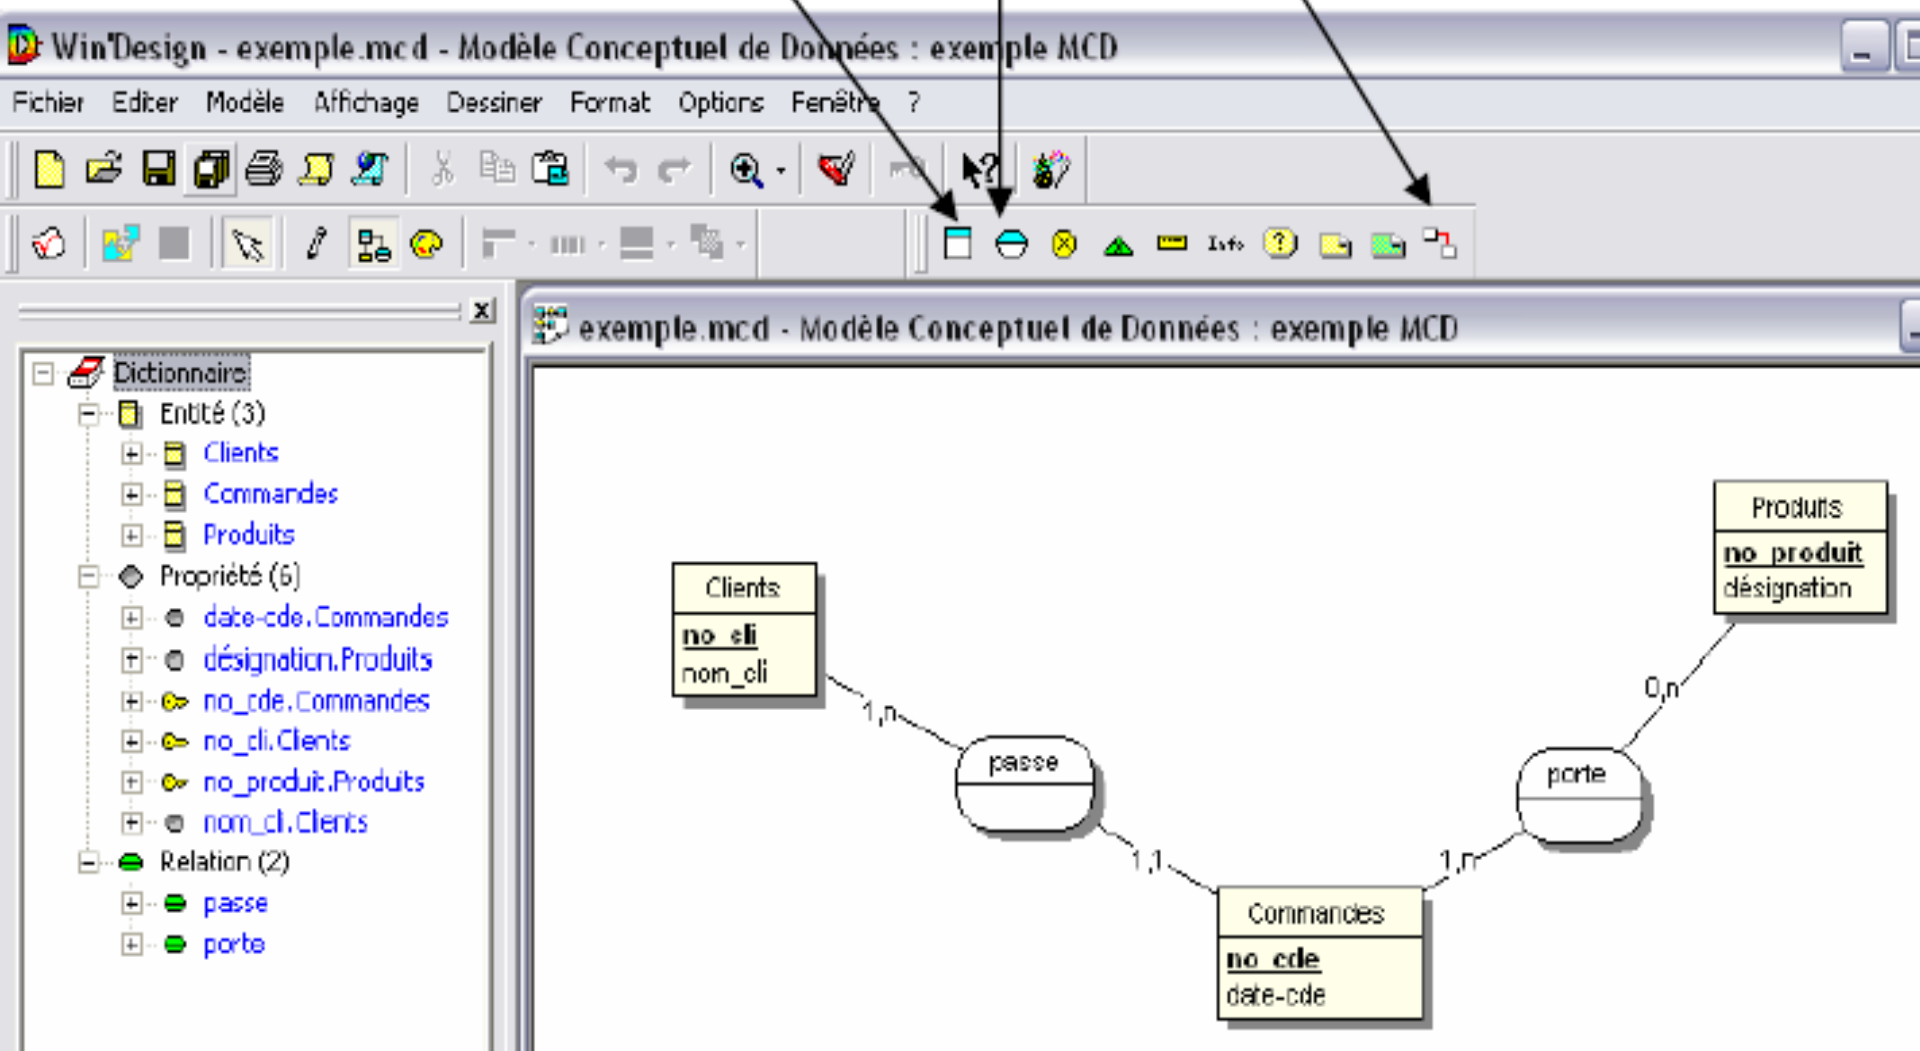 Win'Design - exemple.mcd - Modèle Conceptuel de Données : exemple MCD
Fichier Editer Modèle Affichage Dessiner Format Options Fenêtre ?
Info
exemple.mcd - Modèle Conceptuel de Données : exemple MCD
Dictionnaire
Entité (3)
Clients
Commandes
Produits
Propriété (6)
date-cde.Commandes
désignation.Produits
no_cde.Commandes
no_cli.Clients
no_produit.Produits
nom_cli.Clients
Relation (2)
passe
porte
Clients
no_cli
nom_cli
1,n
passe
1,1
Commandes
no_cde
date-cde
1,n
porte
0,n
Produits
no_produit
désignation